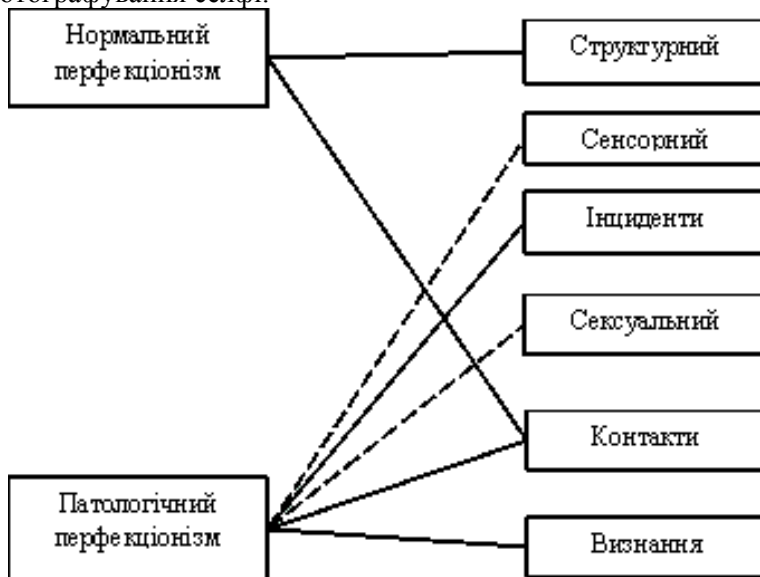 Нормальний
перфекціонізм
Структурний
Сенсорний
Інциденти
Сексуальний
Контакти
Патологічний
перфекціонізм
Визнання